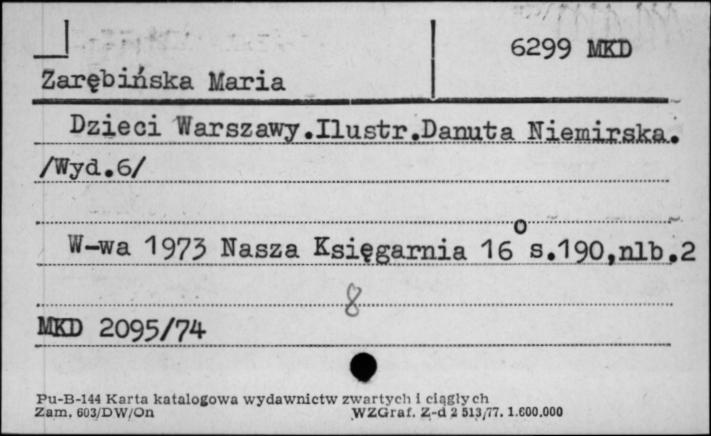 6299 MKD
Zarębińska Maria
Dzieci Warszawy.Ilustr.Danuta Niemirska.
/Wyd.6/
W-wa 1973 Nasza Księgarnia 16° s.190,nlb.2
8
MKD 2095/74
Pu-B-144 Karta katalogowa wydawnictw zwartych i ciągłych
Zam. 603/DW/On WZGraf. Z-d 2 513/77. 1.600.000